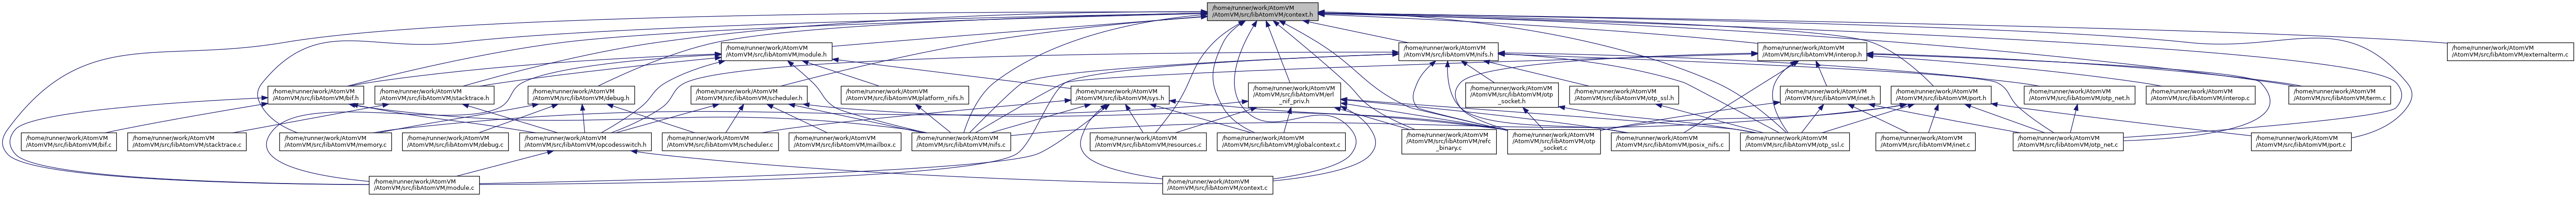 /home/runner/work/AtomVM
/AtomVM/src/libAtomVM/context.h
/home/runner/work/AtomVM
/AtomVM/src/libAtomVM/module.h
/home/runner/work/AtomVM
/AtomVM/src/libAtomVM/nifs.h
/home/runner/work/AtomVM
/AtomVM/src/libAtomVM/interop.h
/home/runner/work/AtomVM
/AtomVM/src/libAtomVM/externalterm.c
/home/runner/work/AtomVM
/AtomVM/src/libAtomVM/bif.h
/home/runner/work/AtomVM
/AtomVM/src/libAtomVM/stacktrace.h
/home/runner/work/AtomVM
/AtomVM/src/libAtomVM/debug.h
/home/runner/work/AtomVM
/AtomVM/src/libAtomVM/scheduler.h
/home/runner/work/AtomVM
/AtomVM/src/libAtomVM/platform_nifs.h
/home/runner/work/AtomVM
/AtomVM/src/libAtomVM/sys.h
/home/runner/work/AtomVM
/AtomVM/src/libAtomVM/erl
_nif_priv.h
/home/runner/work/AtomVM
/AtomVM/src/libAtomVM/otp
_socket.h
/home/runner/work/AtomVM
/AtomVM/src/libAtomVM/otp_ssl.h
/home/runner/work/AtomVM
/AtomVM/src/libAtomVM/inet.h
/home/runner/work/AtomVM
/AtomVM/src/libAtomVM/port.h
/home/runner/work/AtomVM
/AtomVM/src/libAtomVM/otp_net.h
/home/runner/work/AtomVM
/AtomVM/src/libAtomVM/interop.c
/home/runner/work/AtomVM
/AtomVM/src/libAtomVM/term.c
/home/runner/work/AtomVM
/AtomVM/src/libAtomVM/bif.c
/home/runner/work/AtomVM
/AtomVM/src/libAtomVM/stacktrace.c
/home/runner/work/AtomVM
/AtomVM/src/libAtomVM/memory.c
/home/runner/work/AtomVM
/AtomVM/src/libAtomVM/debug.c
/home/runner/work/AtomVM
/AtomVM/src/libAtomVM/opcodesswitch.h
/home/runner/work/AtomVM
/AtomVM/src/libAtomVM/scheduler.c
/home/runner/work/AtomVM
/AtomVM/src/libAtomVM/mailbox.c
/home/runner/work/AtomVM
/AtomVM/src/libAtomVM/nifs.c
/home/runner/work/AtomVM
/AtomVM/src/libAtomVM/resources.c
/home/runner/work/AtomVM
/AtomVM/src/libAtomVM/globalcontext.c
/home/runner/work/AtomVM
/AtomVM/src/libAtomVM/refc
_binary.c
/home/runner/work/AtomVM
/AtomVM/src/libAtomVM/otp
_socket.c
/home/runner/work/AtomVM
/AtomVM/src/libAtomVM/posix_nifs.c
/home/runner/work/AtomVM
/AtomVM/src/libAtomVM/otp_ssl.c
/home/runner/work/AtomVM
/AtomVM/src/libAtomVM/inet.c
/home/runner/work/AtomVM
/AtomVM/src/libAtomVM/otp_net.c
/home/runner/work/AtomVM
/AtomVM/src/libAtomVM/port.c
/home/runner/work/AtomVM
/AtomVM/src/libAtomVM/module.c
/home/runner/work/AtomVM
/AtomVM/src/libAtomVM/context.c